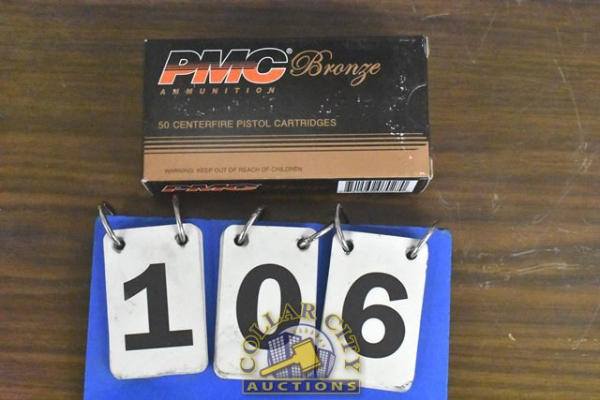 PMC® Bronze
AMMUNITION
50 CENTERFIRE PISTOL CARTRIDGES
WARNING: KEEP OUT OF REACH OF CHILDREN
PMC
1 0 6
COLLAR CITY
AUCTIONS